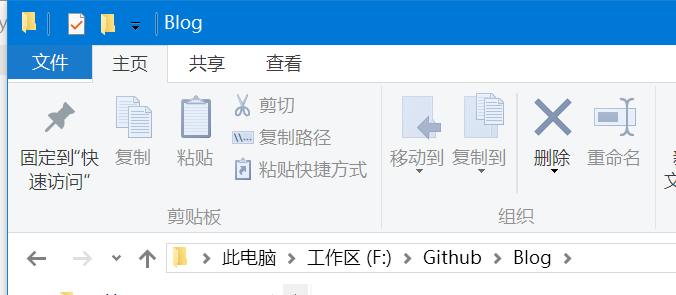 Blog
文件 主页 共享 查看
固定到"快速访问"
复制
粘贴
剪切
复制路径
粘贴快捷方式
移动到
复制到
删除
重命名
剪贴板
组织
此电脑 工作区 (F:) Github Blog